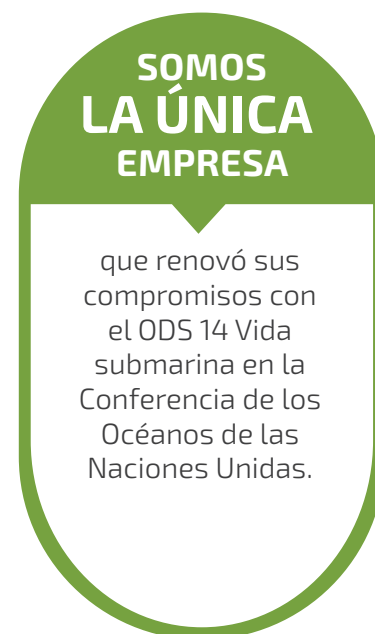 SOMOS
LA ÚNICA
EMPRESA
que renovó sus
compromisos con
el ODS 14 Vida
submarina en la
Conferencia de los
Océanos de las
Naciones Unidas.